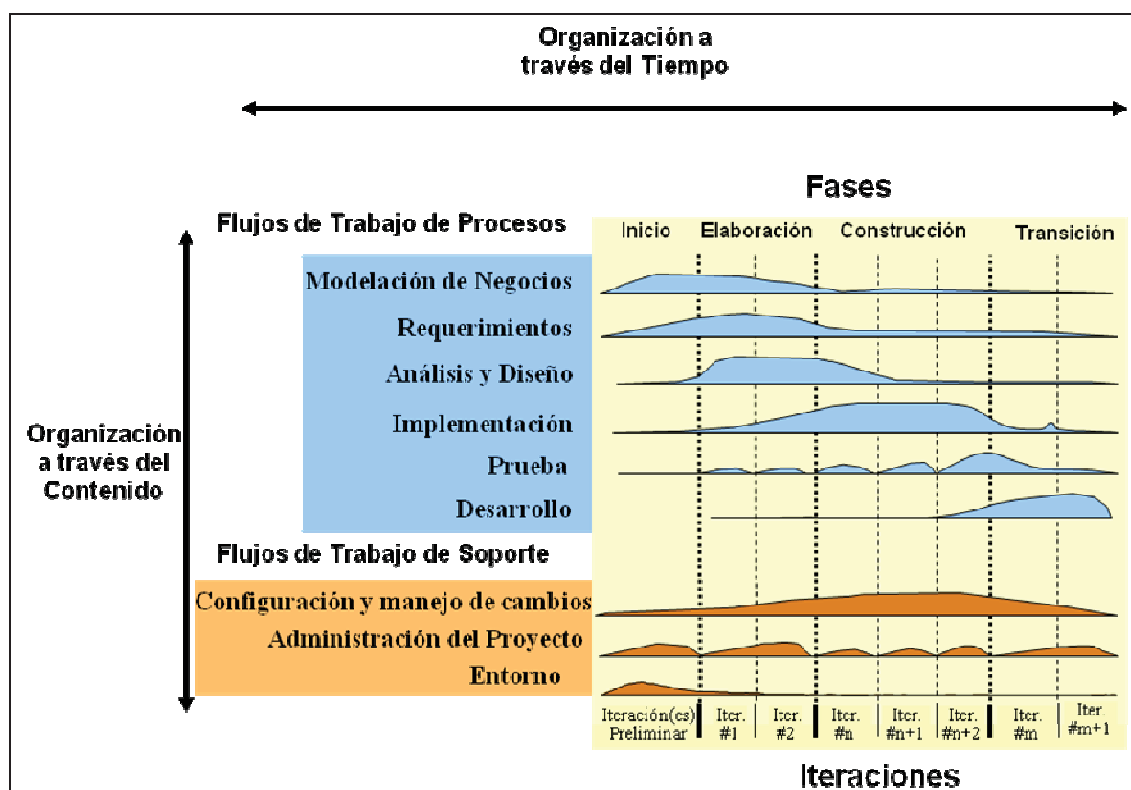 Organización a
través del Tiempo
Fases
Flujos de Trabajo de Procesos
Inicio Elaboración Construcción Transición
Modelación de Negocios
Requerimientos
Análisis y Diseño
Implementación
Prueba
Desarrollo
Organización
a través del
Contenido
Flujos de Trabajo de Soporte
Configuración y manejo de cambios
Administración del Proyecto
Entorno
Iteración(es)
Preliminar
Iter.
#1
Iter.
#2
Iter.
#n
Iter.
#n+1
Iter.
#n+2
Iter.
#m
Iter
#m+1
Iteraciones